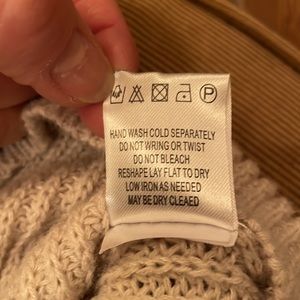 P
HAND WASH COLD SEPARATELY
DO NOT WRING OR TWIST
DO NOT BLEACH
RESHAPE LAY FLAT TO DRY
LOW IRON AS NEEDED
MAY BE DRY CLEAED